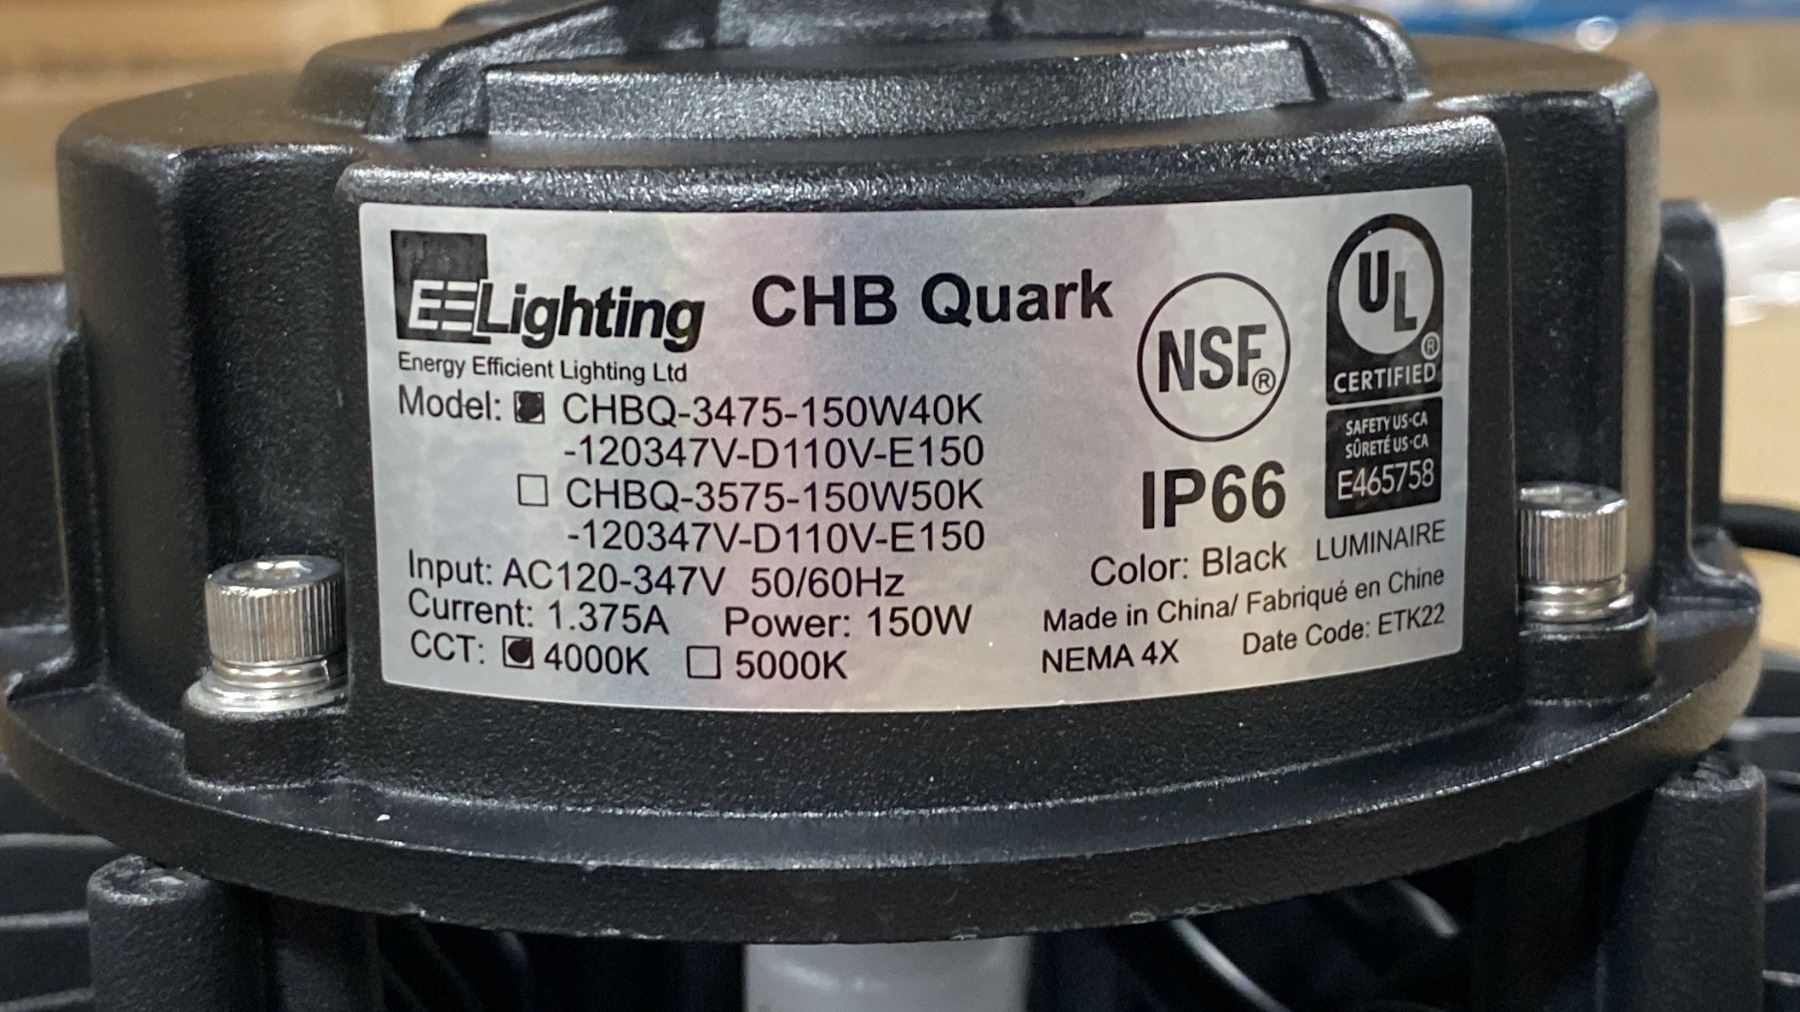 EELighting
CHB Quark
Energy Efficient Lighting Ltd
Model: CHBQ-3475-150W40K
-120347V-D110V-E150
CHBQ-3575-150W50K
-120347V-D110V-E150
Input: AC120-347V 50/60Hz
Current: 1.375A Power: 150W
CCT: 4000K 5000K
NSF®
IP66
Color: Black
UL®
CERTIFIED
SAFETY US·CA
SÛRETÉ US·CA
E465758
LUMINAIRE
Made in China/ Fabriqué en Chine
NEMA 4X Date Code: ETK22